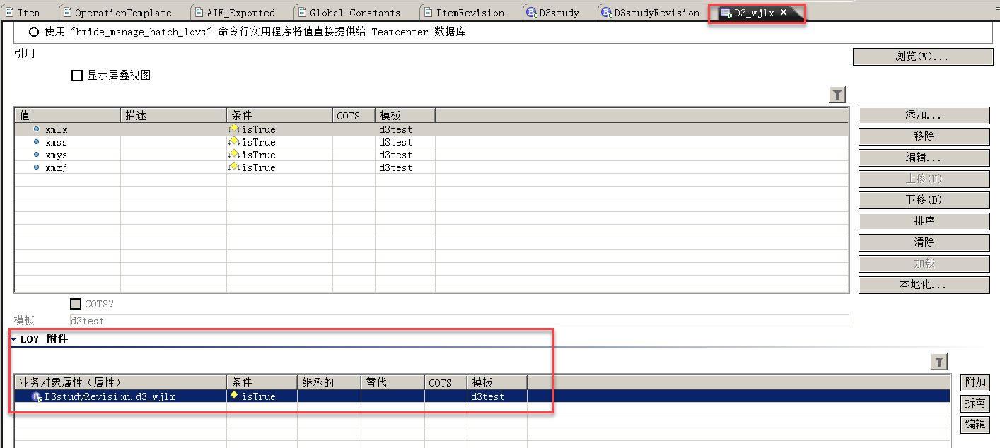 Item OperationTemplate AIE_Exported Global Constants ItemRevision D3study D3studyRevision D3_wjlx
使用 "bmide_manage_batch_lovs" 命令行实用程序将值直接提供给 Teamcenter 数据库
引用
浏览(W)...
显示层叠视图
值 描述 条件 COTS 模板
添加...
xmlx isTrue d3test
移除
xmss isTrue d3test
xmys isTrue d3test
编辑...
xmzj isTrue d3test
上移(U)
下移(D)
排序
清除
加载
本地化...
COTS?
模板 d3test
LOV 附件
业务对象属性（属性） 条件 继承的 替代 COTS 模板
附加
D3studyRevision.d3_wjlx isTrue d3test
拆离
编辑